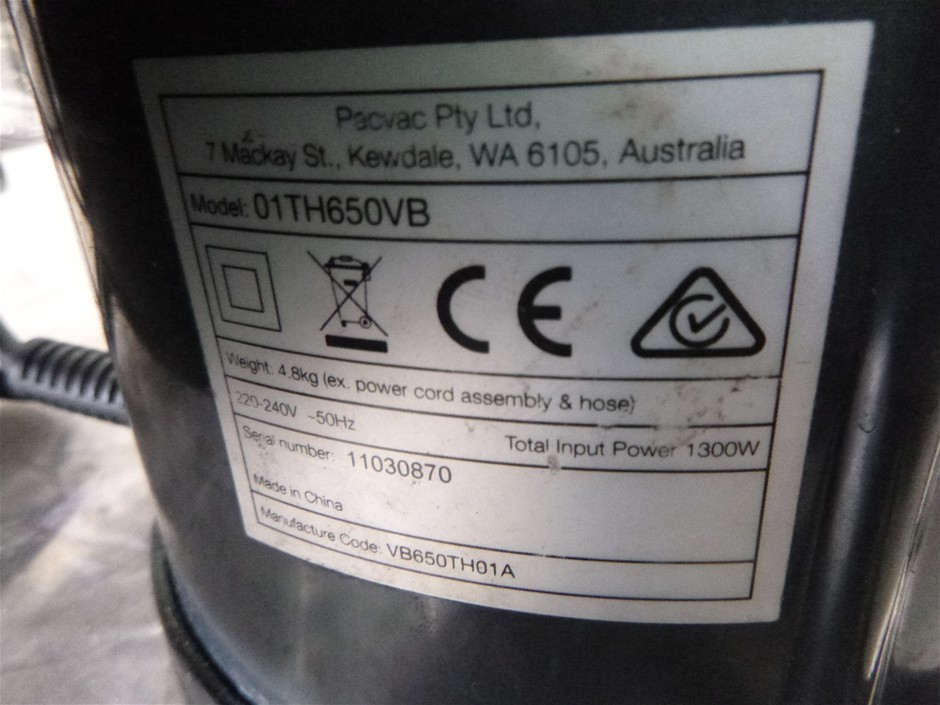 Pacvac Pty Ltd,
7 Mackay St., Kewdale, WA 6105, Australia
Model: 01TH650VB
CE
Weight: 4.8kg (ex. power cord assembly & hose)
220-240V ~50Hz
Total Input Power 1300W
Serial number: 11030870
Made in China
Manufacture Code: VB650TH01A